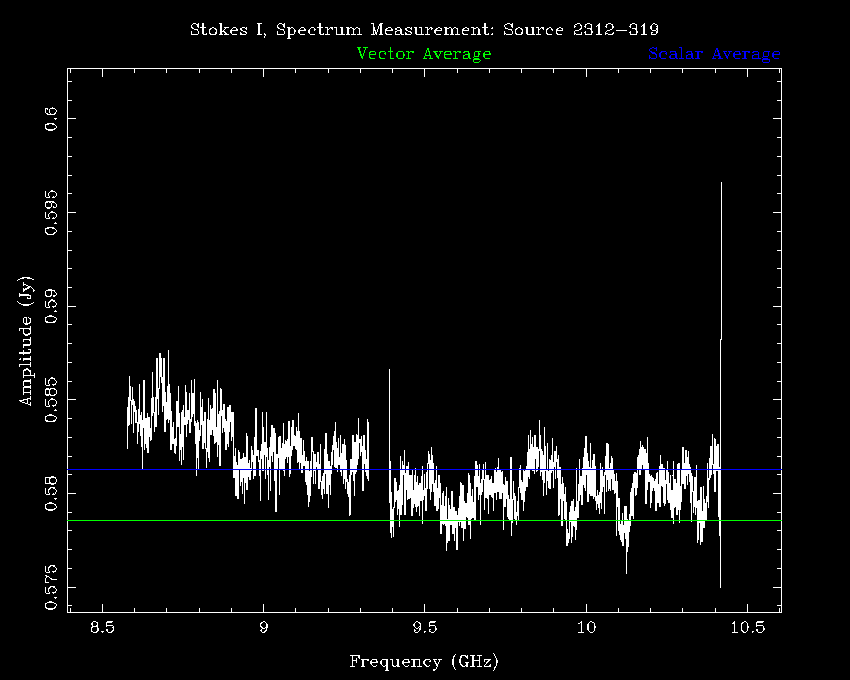 Stokes I, Spectrum Measurement: Source 2312−319
Vector Average Scalar Average
0.6
0.595
0.59
0.585
0.58
0.575
Amplitude (Jy)
8.5 9 9.5 10 10.5
Frequency (GHz)